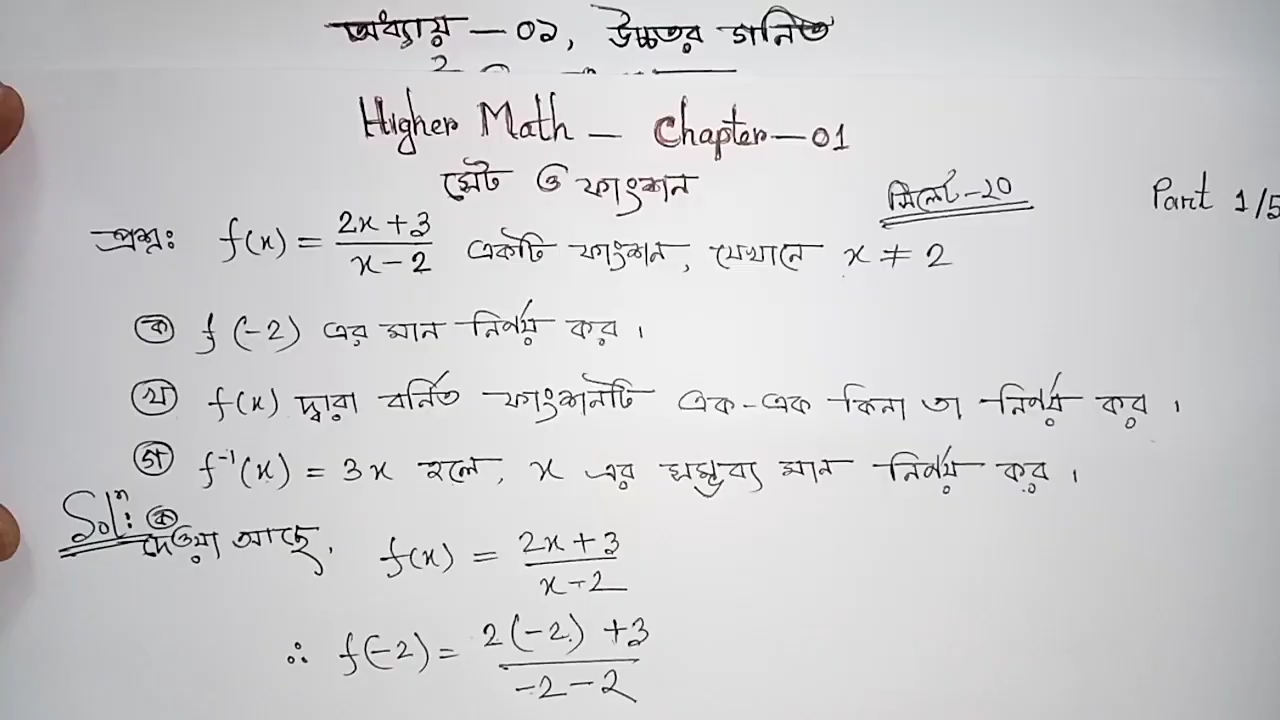 অধ্যায় — ০১, উচ্চতর গনিত
Higher Math — Chapter—01
সেট ও ফাংশন
সিলেট-২০
Part 1/5
প্রশ্নঃ f(x) = (2x+3)/(x-2) একটি ফাংশন, যেখানে x ≠ 2
ক f(-2) এর মান নির্ণয় কর।
খ f(x) দ্বারা বর্নিত ফাংশনটি এক-এক কিনা তা নির্ণয় কর।
গ f⁻¹(x) = 3x হলে, x এর সম্ভাব্য মান নির্ণয় কর।
Solⁿ: ক
দেওয়া আছে, f(x) = (2x+3)/(x-2)
∴ f(-2) = (2(-2)+3)/(-2-2)